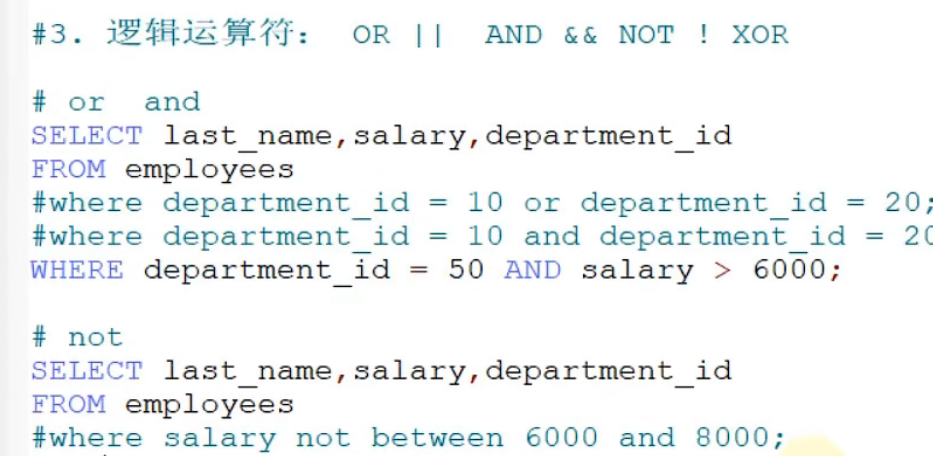 #3. 逻辑运算符： OR || AND && NOT ! XOR
# or and
SELECT last_name,salary,department_id
FROM employees
#where department_id = 10 or department_id = 20;
#where department_id = 10 and department_id = 20
WHERE department_id = 50 AND salary > 6000;
# not
SELECT last_name,salary,department_id
FROM employees
#where salary not between 6000 and 8000;